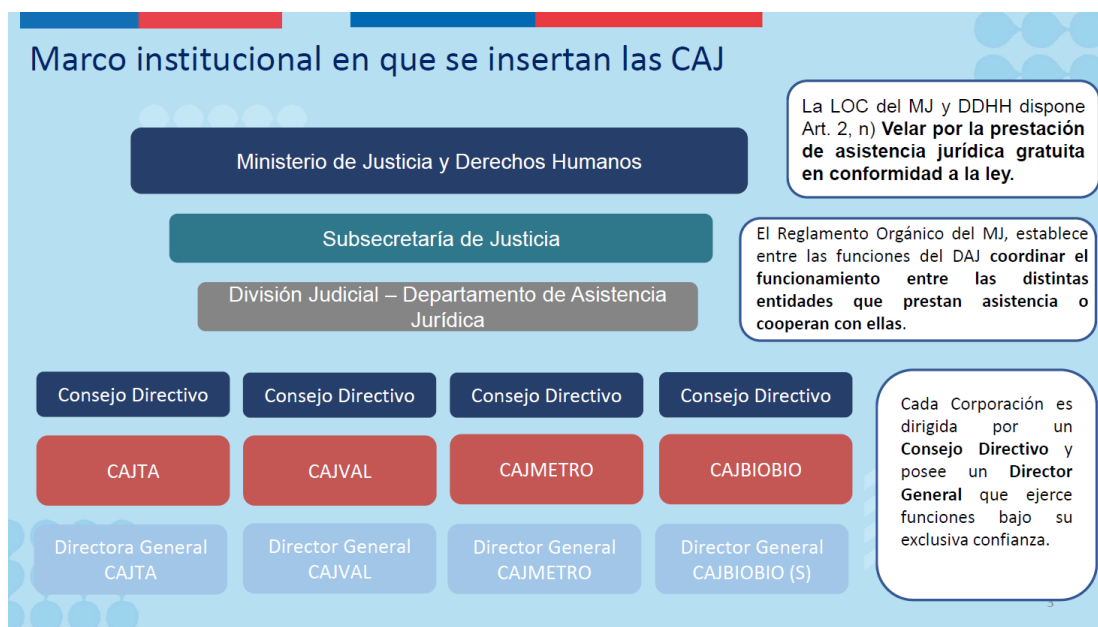 Marco institucional en que se insertan las CAJ
La LOC del MJ y DDHH dispone
Art. 2, n) Velar por la prestación
de asistencia jurídica gratuita
en conformidad a la ley.
Ministerio de Justicia y Derechos Humanos
Subsecretaría de Justicia
El Reglamento Orgánico del MJ, establece
entre las funciones del DAJ coordinar el
funcionamiento entre las distintas
entidades que prestan asistencia o
cooperan con ellas.
División Judicial – Departamento de Asistencia
Jurídica
Consejo Directivo
Consejo Directivo
Consejo Directivo
Consejo Directivo
CAJTA
CAJVAL
CAJMETRO
CAJBIOBIO
Directora General
CAJTA
Director General
CAJVAL
Director General
CAJMETRO
Director General
CAJBIOBIO (S)
Cada Corporación es
dirigida por un
Consejo Directivo y
posee un Director
General que ejerce
funciones bajo su
exclusiva confianza.